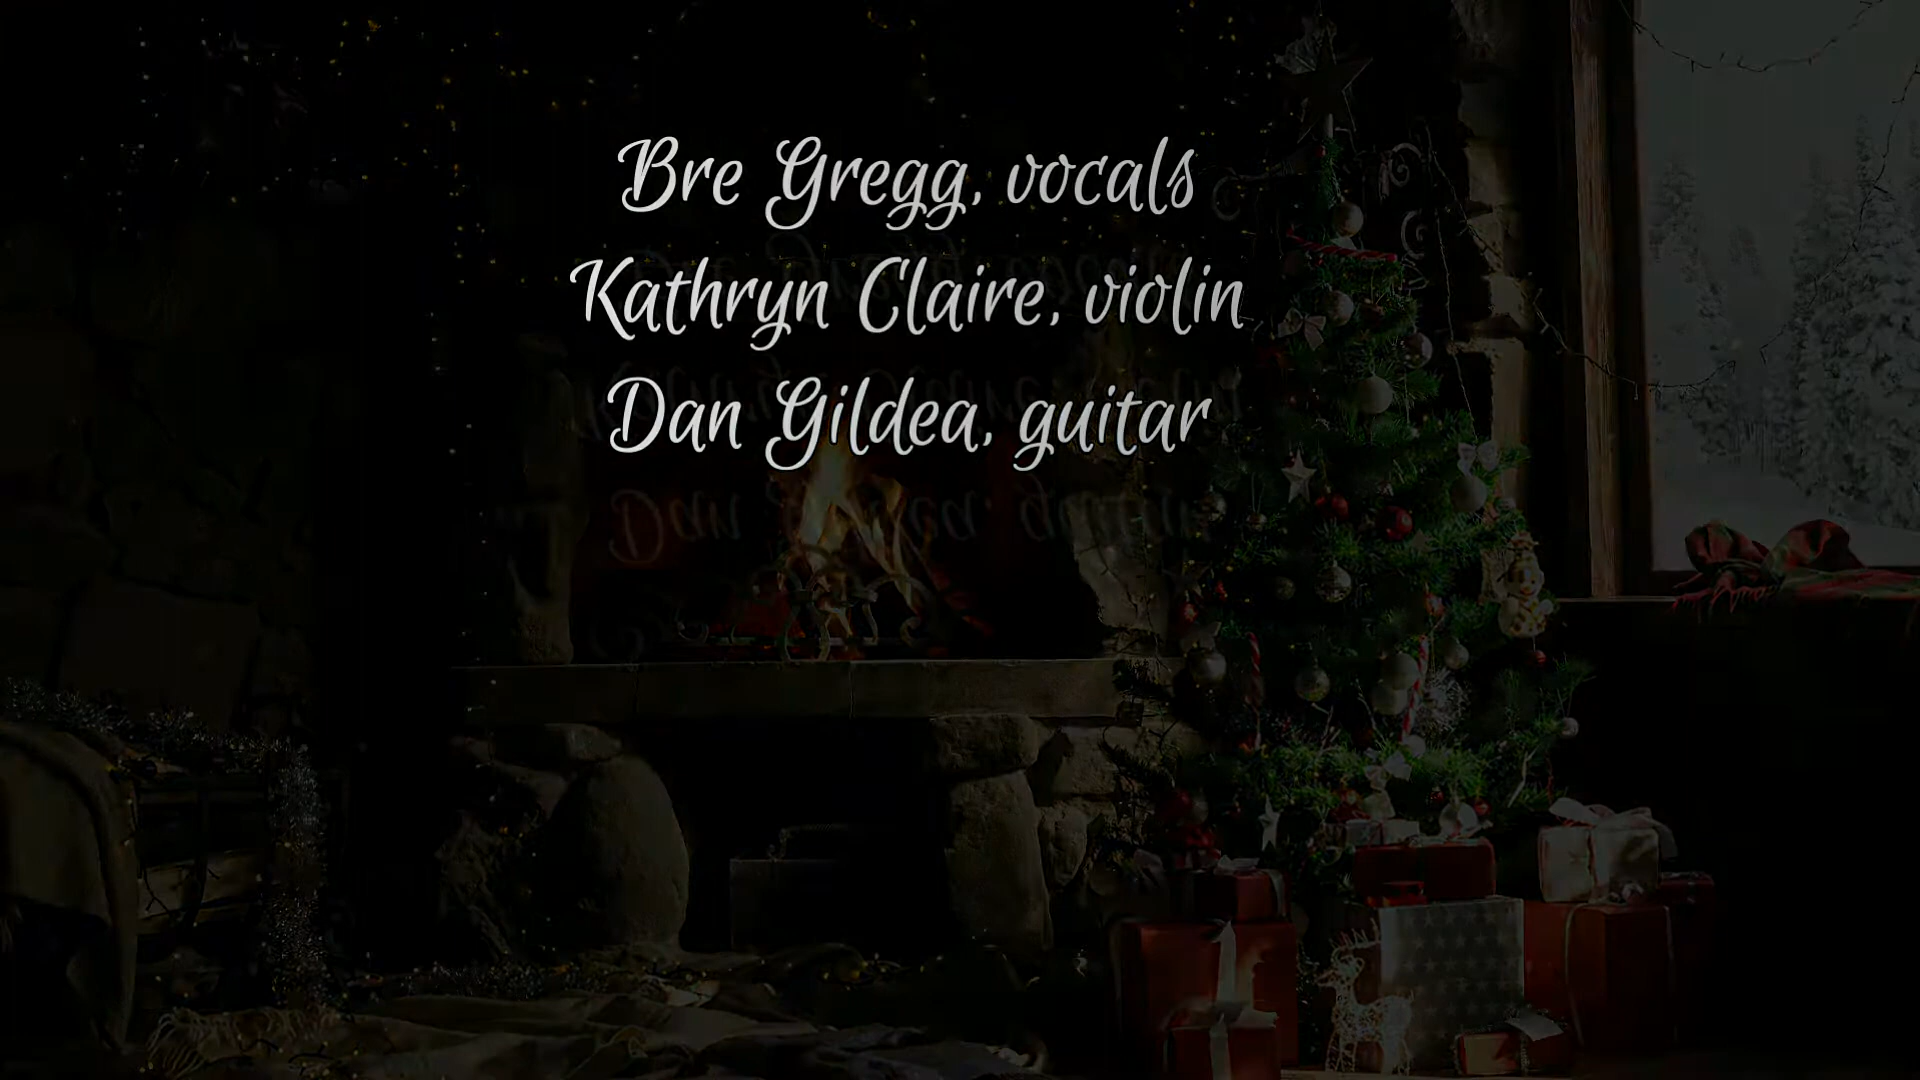 Bre Gregg, vocals
Kathryn Claire, violin
Dan Gildea, guitar